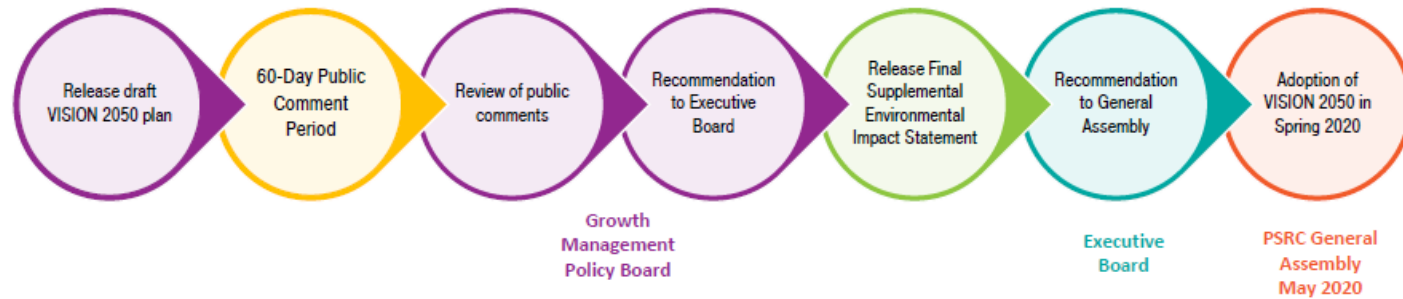 Release draft
VISION 2050 plan
60-Day Public
Comment
Period
Review of public
comments
Recommendation
to Executive
Board
Release Final
Supplemental
Environmental
Impact Statement
Recommendation
to General
Assembly
Adoption of
VISION 2050 in
Spring 2020
Growth
Management
Policy Board
Executive
Board
PSRC General
Assembly
May 2020